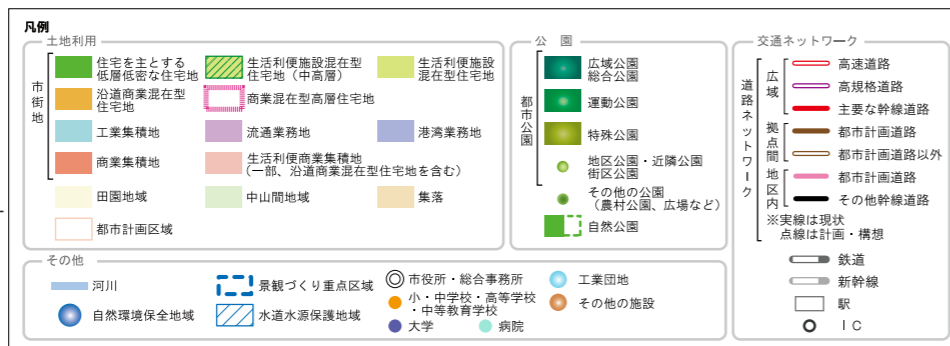 凡例
土地利用
市街地
住宅を主とする
低層低密な住宅地
生活利便施設混在型
住宅地（中高層）
生活利便施設
混在型住宅地
沿道商業混在型
住宅地
商業混在型高層住宅地
工業集積地
流通業務地
港湾業務地
商業集積地
生活利便商業集積地
（一部、沿道商業混在型住宅地を含む）
田園地域
中山間地域
集落
都市計画区域
公　園
都市公園
広域公園
総合公園
運動公園
特殊公園
地区公園・近隣公園
街区公園
その他の公園
（農村公園、広場など）
自然公園
交通ネットワーク
道路ネットワーク
広域
高速道路
高規格道路
主要な幹線道路
拠点間
都市計画道路
都市計画道路以外
地区内
都市計画道路
その他幹線道路
※実線は現状
点線は計画・構想
鉄道
新幹線
駅
ＩＣ
その他
河川
景観づくり重点区域
市役所・総合事務所
工業団地
自然環境保全地域
水道水源保護地域
小・中学校・高等学校
・中等教育学校
その他の施設
大学
病院